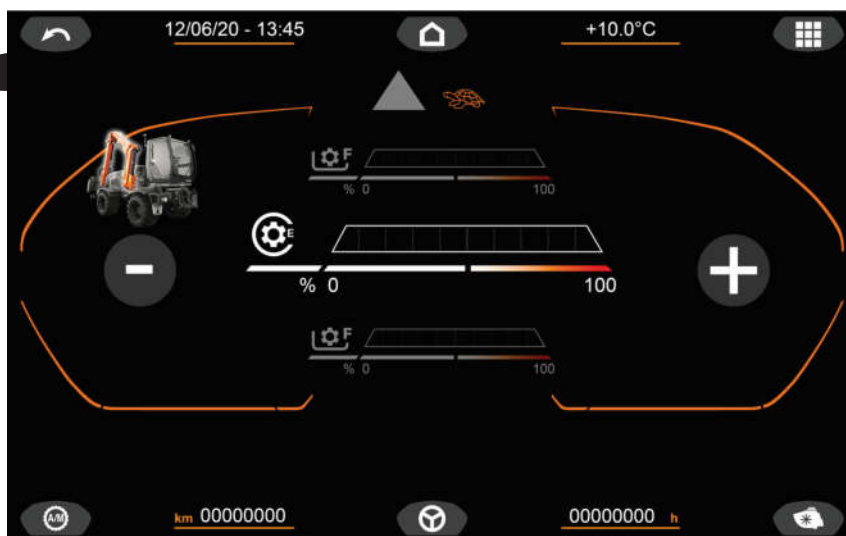 12/06/20 - 13:45
+10.0°C
F
% 0 100
E
% 0 100
F
% 0 100
A/M
km 00000000
00000000 h